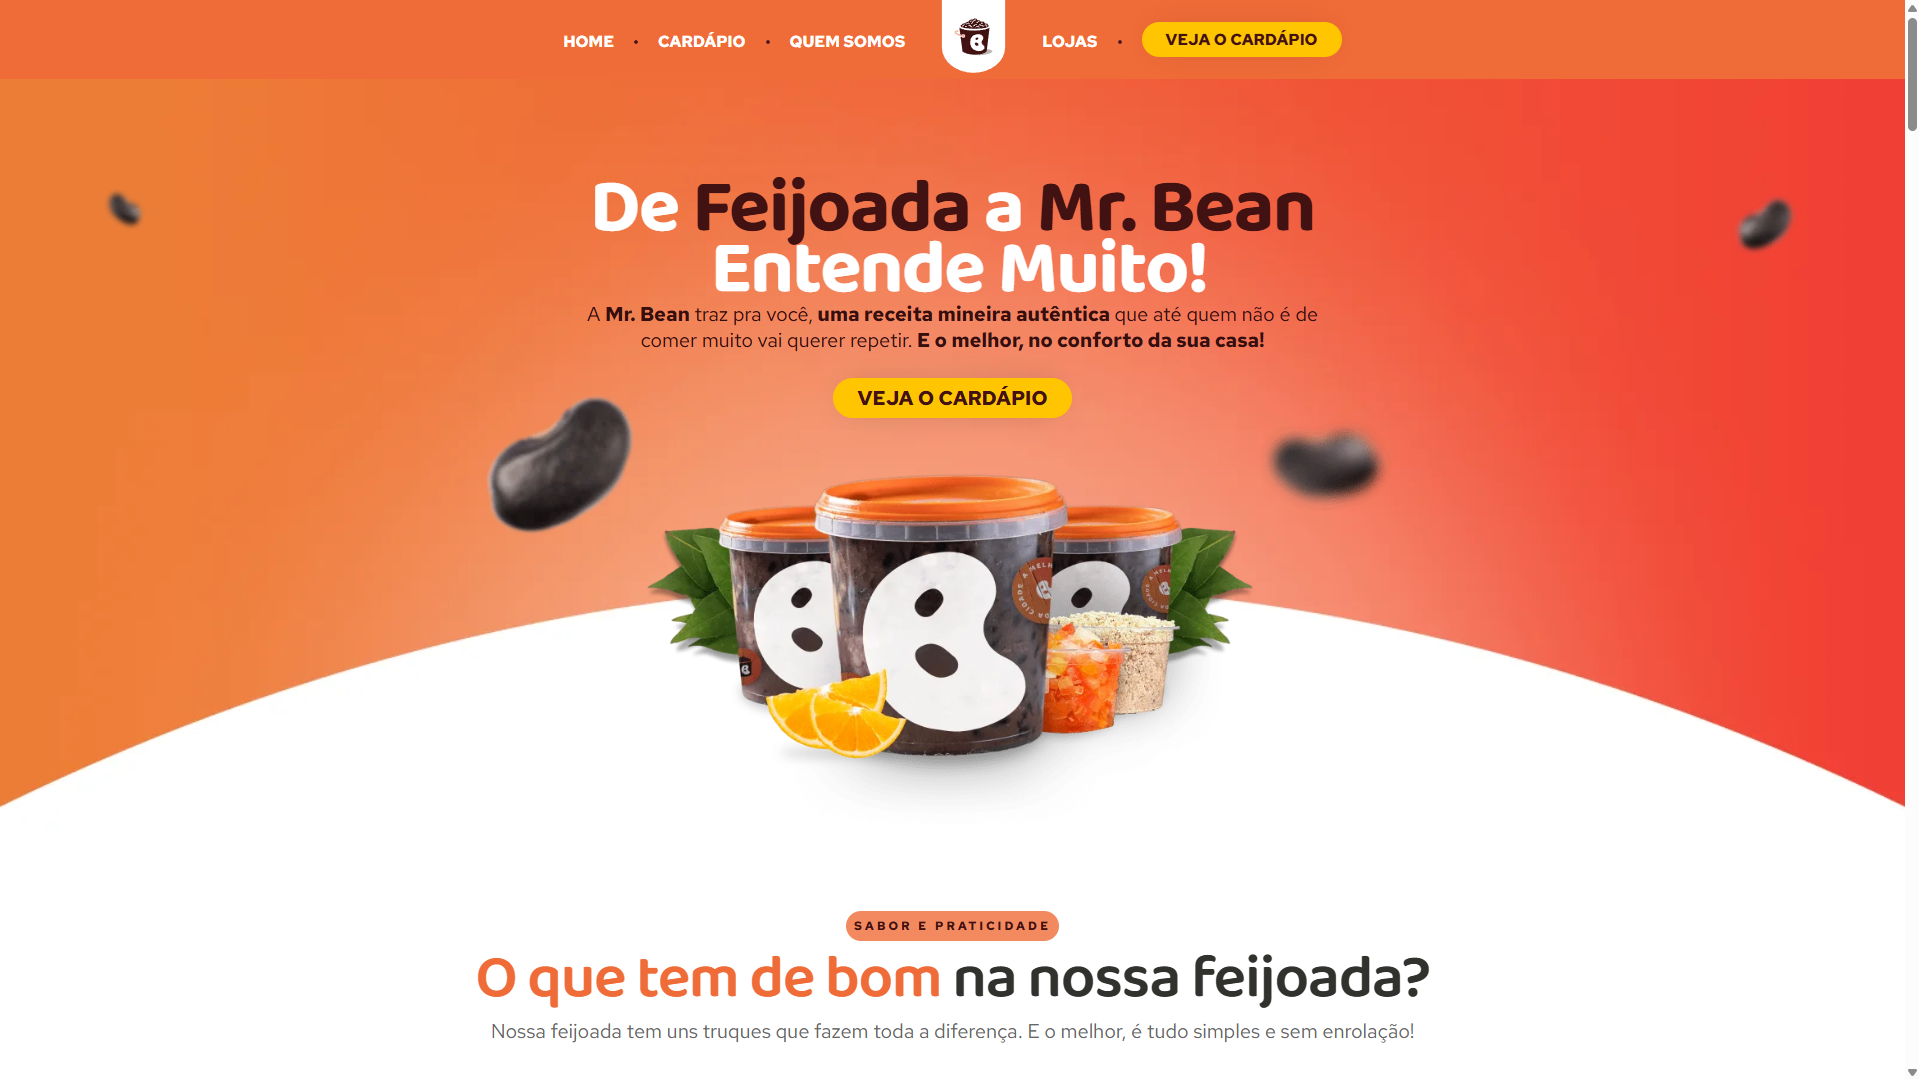 HOME • CARDÁPIO • QUEM SOMOS LOJAS • VEJA O CARDÁPIO
De Feijoada a Mr. Bean
Entende Muito!
A Mr. Bean traz pra você, uma receita mineira autêntica que até quem não é de
comer muito vai querer repetir. E o melhor, no conforto da sua casa!
VEJA O CARDÁPIO
SABOR E PRATICIDADE
O que tem de bom na nossa feijoada?
Nossa feijoada tem uns truques que fazem toda a diferença. E o melhor, é tudo simples e sem enrolação!